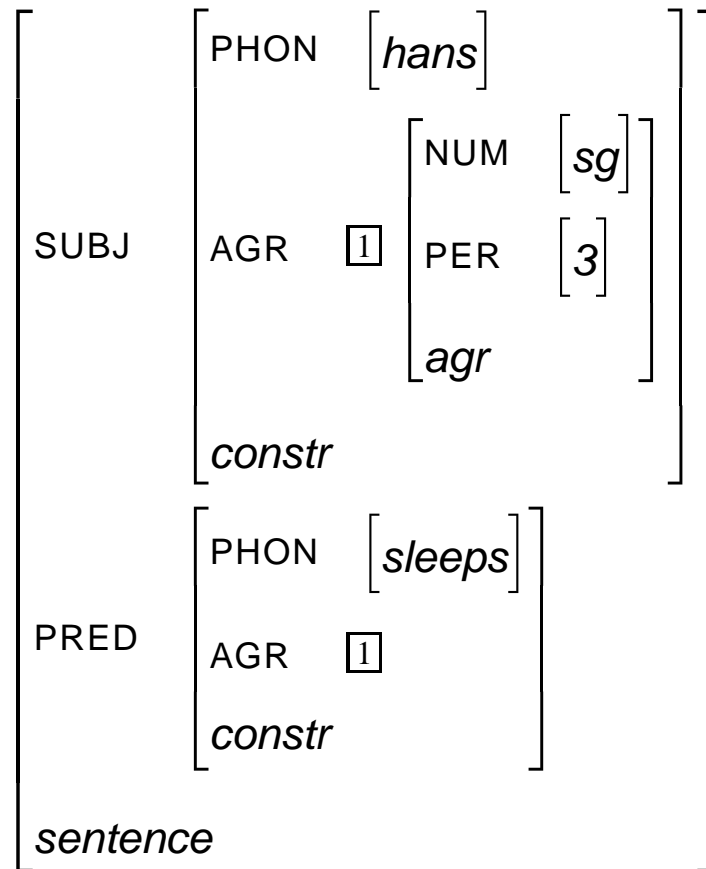 PHON [hans]
NUM [sg]
SUBJ AGR 1 PER [3]
agr
constr
PHON [sleeps]
PRED AGR 1
constr
sentence